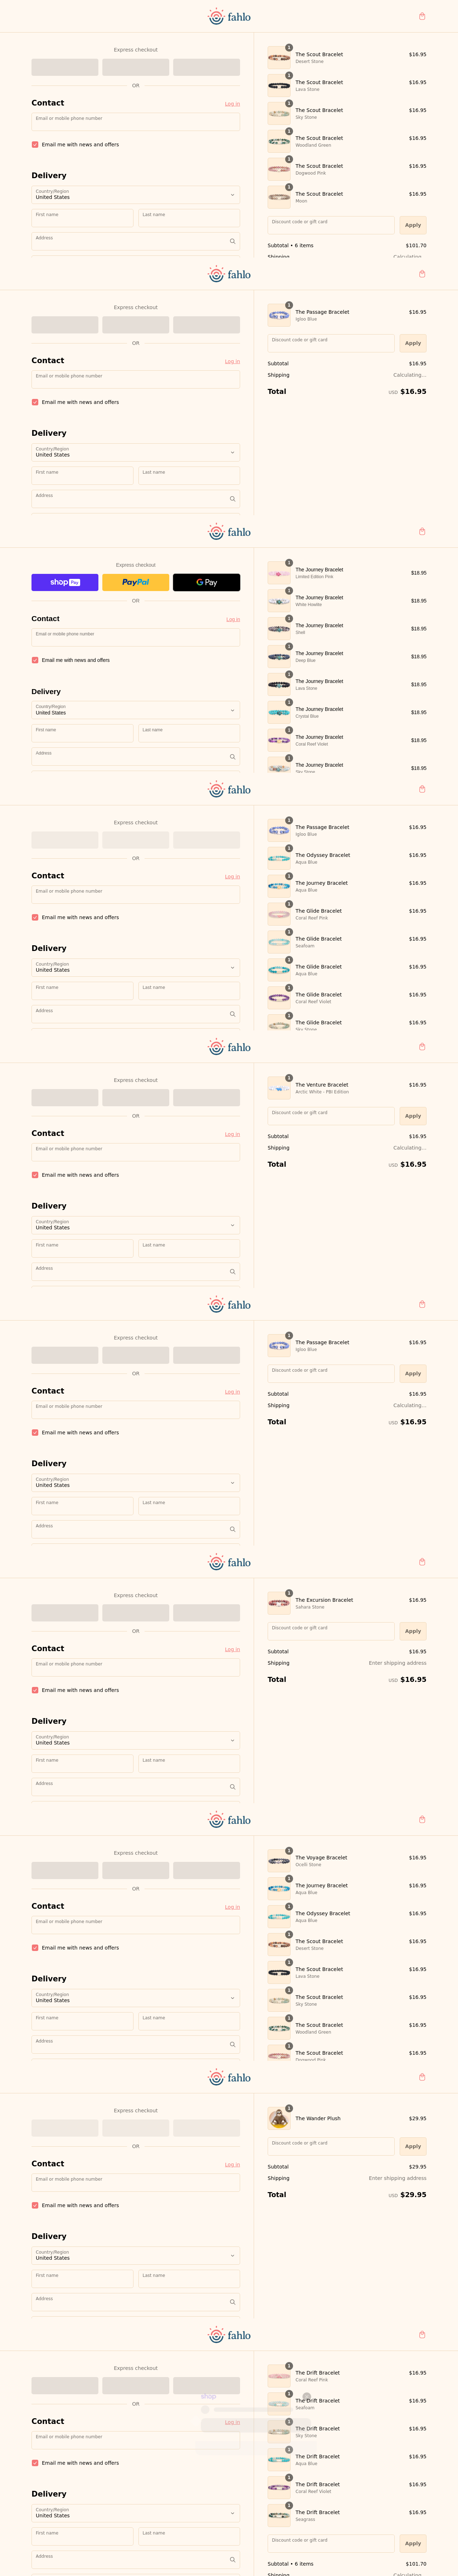 fahlo
Express checkout
OR
Contact
Log in
Email or mobile phone number
Email me with news and offers
Delivery
Country/Region
United States
First name
Last name
Address
1
The Scout Bracelet
$16.95
Desert Stone
1
The Scout Bracelet
$16.95
Lava Stone
1
The Scout Bracelet
$16.95
Sky Stone
1
The Scout Bracelet
$16.95
Woodland Green
1
The Scout Bracelet
$16.95
Dogwood Pink
1
The Scout Bracelet
$16.95
Moon
Discount code or gift card
Apply
Subtotal • 6 items
$101.70
Shipping
Calculating...
fahlo
Express checkout
OR
Contact
Log in
Email or mobile phone number
Email me with news and offers
Delivery
Country/Region
United States
First name
Last name
Address
1
The Passage Bracelet
$16.95
Igloo Blue
Discount code or gift card
Apply
Subtotal
$16.95
Shipping
Calculating...
Total
USD $16.95
fahlo
Express checkout
shop Pay
PayPal
G Pay
OR
Contact
Log in
Email or mobile phone number
Email me with news and offers
Delivery
Country/Region
United States
First name
Last name
Address
1
The Journey Bracelet
$18.95
Limited Edition Pink
1
The Journey Bracelet
$18.95
White Howlite
1
The Journey Bracelet
$18.95
Shell
1
The Journey Bracelet
$18.95
Deep Blue
1
The Journey Bracelet
$18.95
Lava Stone
1
The Journey Bracelet
$18.95
Crystal Blue
1
The Journey Bracelet
$18.95
Coral Reef Violet
1
The Journey Bracelet
$18.95
Sky Stone
fahlo
Express checkout
OR
Contact
Log in
Email or mobile phone number
Email me with news and offers
Delivery
Country/Region
United States
First name
Last name
Address
1
The Passage Bracelet
$16.95
Igloo Blue
1
The Odyssey Bracelet
$16.95
Aqua Blue
1
The Journey Bracelet
$16.95
Aqua Blue
1
The Glide Bracelet
$16.95
Coral Reef Pink
1
The Glide Bracelet
$16.95
Seafoam
1
The Glide Bracelet
$16.95
Aqua Blue
1
The Glide Bracelet
$16.95
Coral Reef Violet
1
The Glide Bracelet
$16.95
Sky Stone
fahlo
Express checkout
OR
Contact
Log in
Email or mobile phone number
Email me with news and offers
Delivery
Country/Region
United States
First name
Last name
Address
1
The Venture Bracelet
$16.95
Arctic White - PBI Edition
Discount code or gift card
Apply
Subtotal
$16.95
Shipping
Calculating...
Total
USD $16.95
fahlo
Express checkout
OR
Contact
Log in
Email or mobile phone number
Email me with news and offers
Delivery
Country/Region
United States
First name
Last name
Address
1
The Passage Bracelet
$16.95
Igloo Blue
Discount code or gift card
Apply
Subtotal
$16.95
Shipping
Calculating...
Total
USD $16.95
fahlo
Express checkout
OR
Contact
Log in
Email or mobile phone number
Email me with news and offers
Delivery
Country/Region
United States
First name
Last name
Address
1
The Excursion Bracelet
$16.95
Sahara Stone
Discount code or gift card
Apply
Subtotal
$16.95
Shipping
Enter shipping address
Total
USD $16.95
fahlo
Express checkout
OR
Contact
Log in
Email or mobile phone number
Email me with news and offers
Delivery
Country/Region
United States
First name
Last name
Address
1
The Voyage Bracelet
$16.95
Ocelli Stone
1
The Journey Bracelet
$16.95
Aqua Blue
1
The Odyssey Bracelet
$16.95
Aqua Blue
1
The Scout Bracelet
$16.95
Desert Stone
1
The Scout Bracelet
$16.95
Lava Stone
1
The Scout Bracelet
$16.95
Sky Stone
1
The Scout Bracelet
$16.95
Woodland Green
1
The Scout Bracelet
$16.95
Dogwood Pink
fahlo
Express checkout
OR
Contact
Log in
Email or mobile phone number
Email me with news and offers
Delivery
Country/Region
United States
First name
Last name
Address
1
The Wander Plush
$29.95
Discount code or gift card
Apply
Subtotal
$29.95
Shipping
Enter shipping address
Total
USD $29.95
fahlo
Express checkout
shop
OR
Contact
Log in
Email or mobile phone number
Email me with news and offers
Delivery
Country/Region
United States
First name
Last name
Address
1
The Drift Bracelet
$16.95
Coral Reef Pink
1
The Drift Bracelet
$16.95
Seafoam
1
The Drift Bracelet
$16.95
Sky Stone
1
The Drift Bracelet
$16.95
Aqua Blue
1
The Drift Bracelet
$16.95
Coral Reef Violet
1
The Drift Bracelet
$16.95
Seagrass
Discount code or gift card
Apply
Subtotal • 6 items
$101.70
Shipping
Calculating...